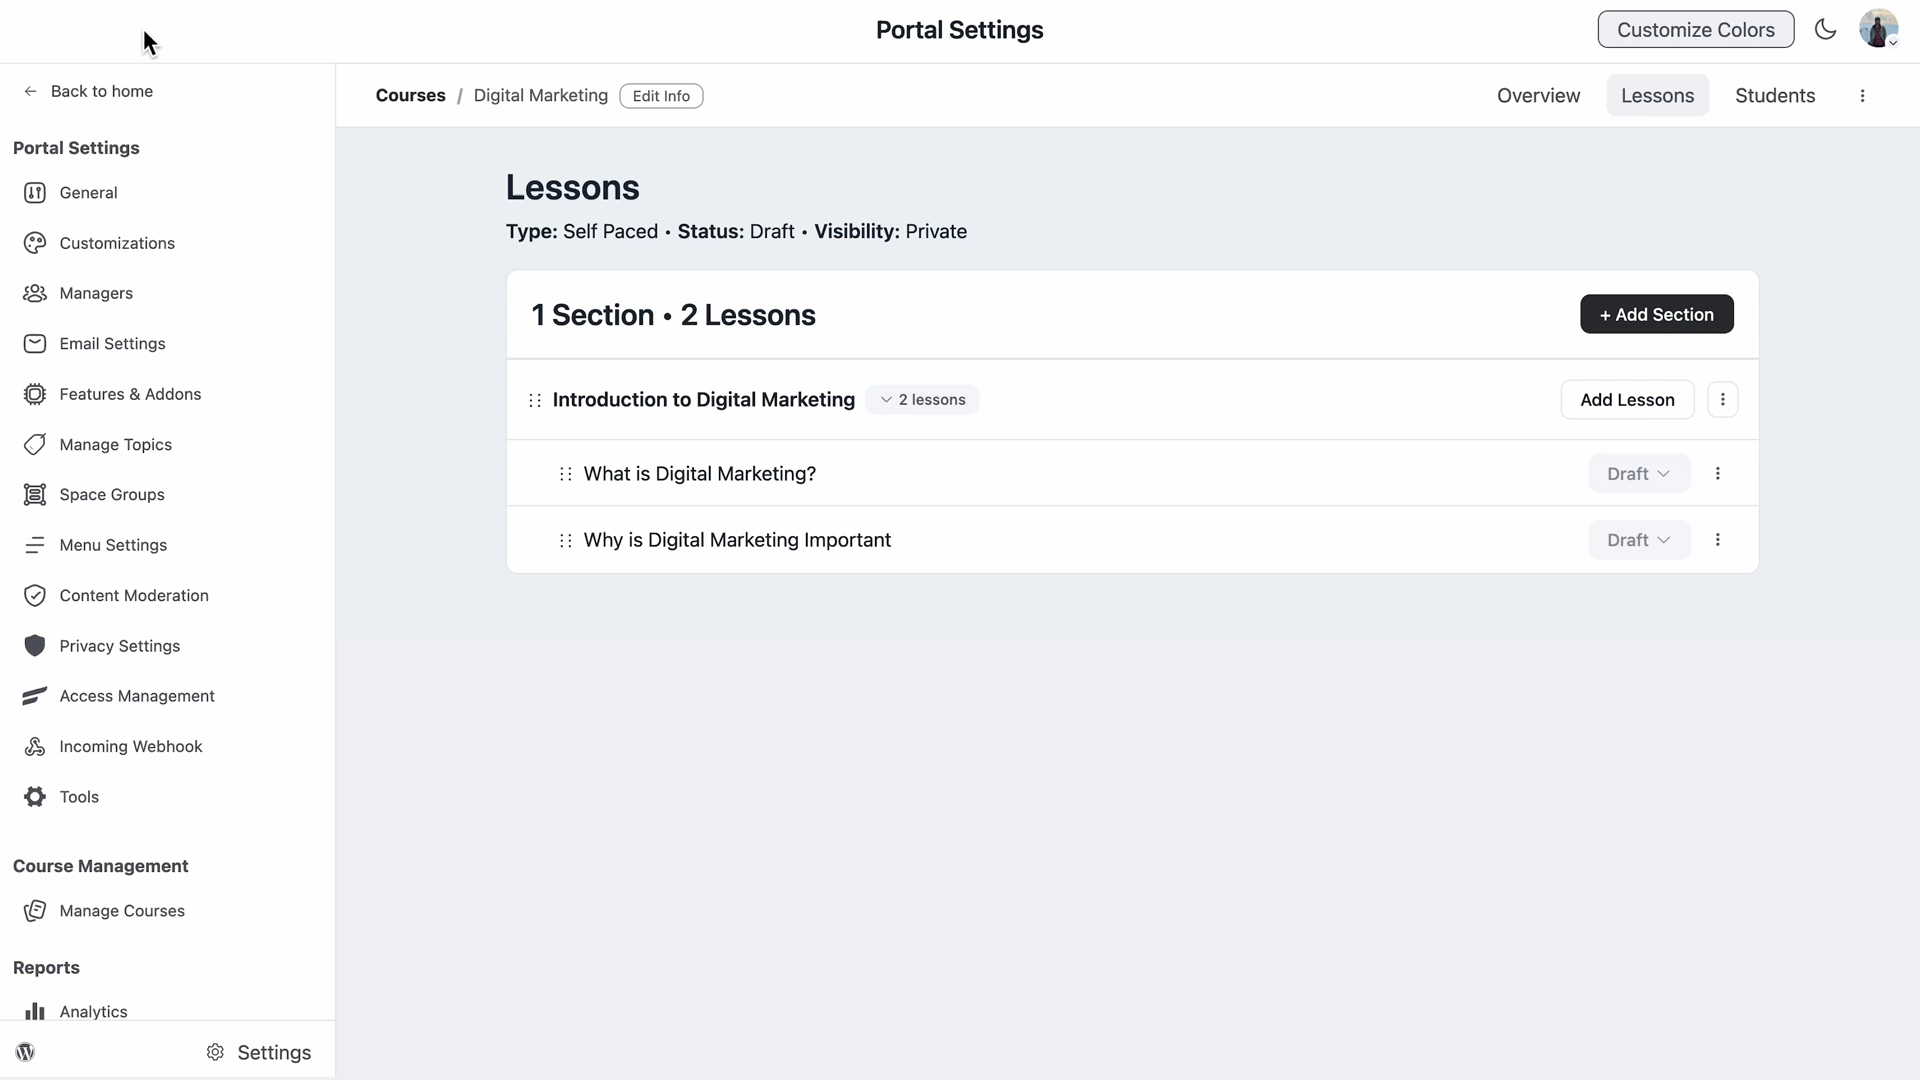 Portal Settings
Customize Colors
Back to home
Courses / Digital Marketing Edit Info
Overview Lessons Students
Portal Settings
General
Customizations
Managers
Email Settings
Features & Addons
Manage Topics
Space Groups
Menu Settings
Content Moderation
Privacy Settings
Access Management
Incoming Webhook
Tools
Course Management
Manage Courses
Reports
Analytics
Settings
Lessons
Type: Self Paced • Status: Draft • Visibility: Private
1 Section • 2 Lessons
+ Add Section
Introduction to Digital Marketing 2 lessons
Add Lesson
What is Digital Marketing? Draft
Why is Digital Marketing Important Draft